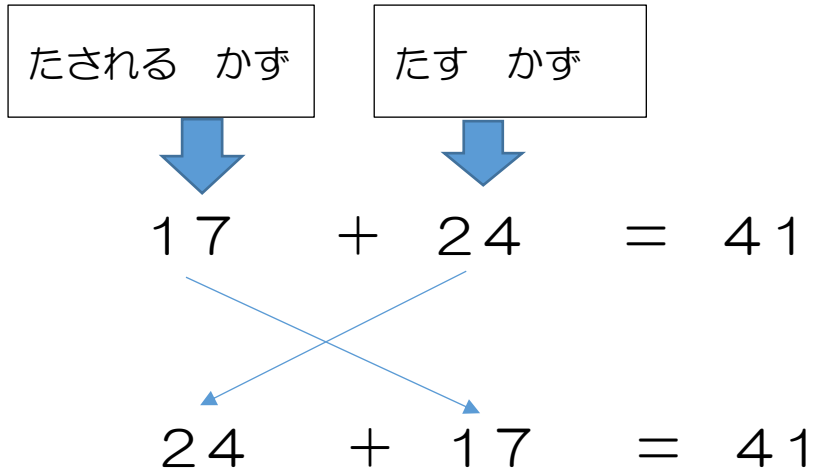 たされる　かず
たす　かず
１７　＋　２４　＝　４１
２４　＋　１７　＝　４１